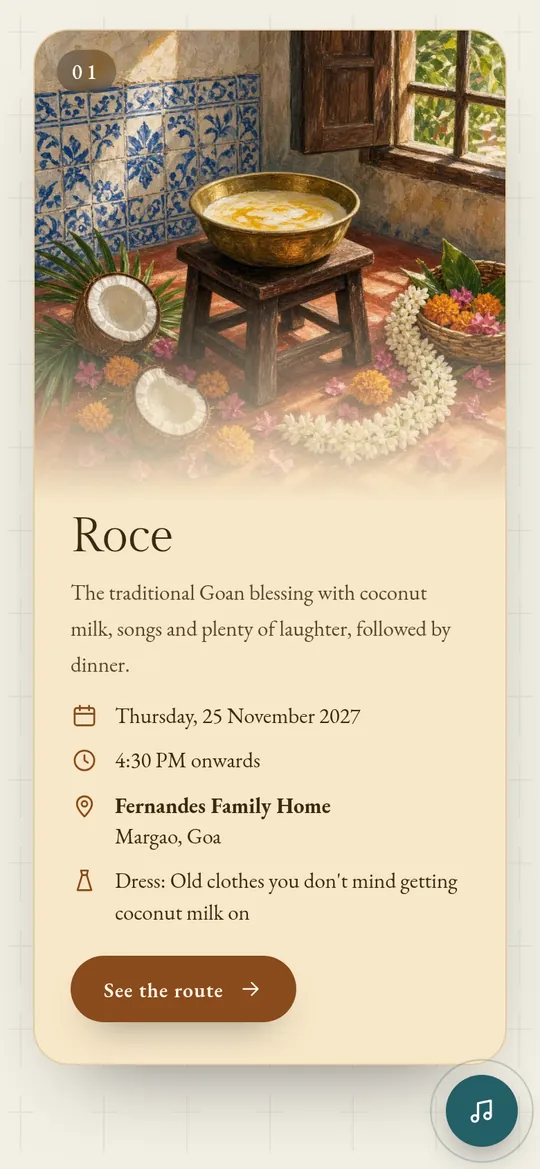 01
Roce
The traditional Goan blessing with coconut
milk, songs and plenty of laughter, followed by
dinner.
Thursday, 25 November 2027
4:30 PM onwards
Fernandes Family Home
Margao, Goa
Dress: Old clothes you don't mind getting
coconut milk on
See the route →